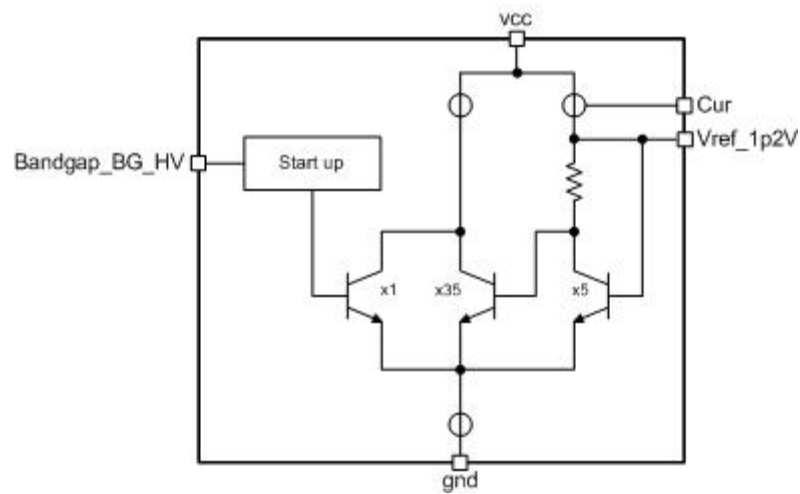 vcc
Cur
Vref_1p2V
Bandgap_BG_HV
Start up
x1
x35
x5
gnd